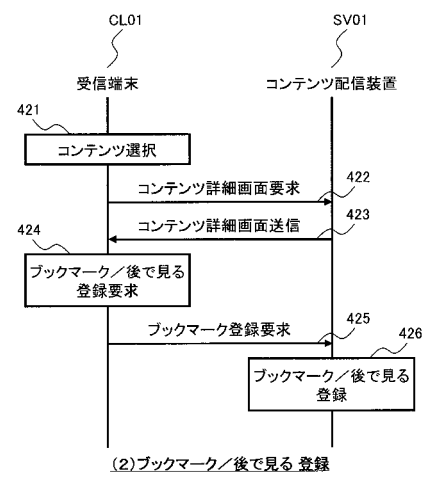 CL01
SV01
受信端末
コンテンツ配信装置
421
コンテンツ選択
コンテンツ詳細画面要求
422
コンテンツ詳細画面送信
423
424
ブックマーク／後で見る
登録要求
ブックマーク登録要求
425
426
ブックマーク／後で見る
登録
(2)ブックマーク／後で見る 登録